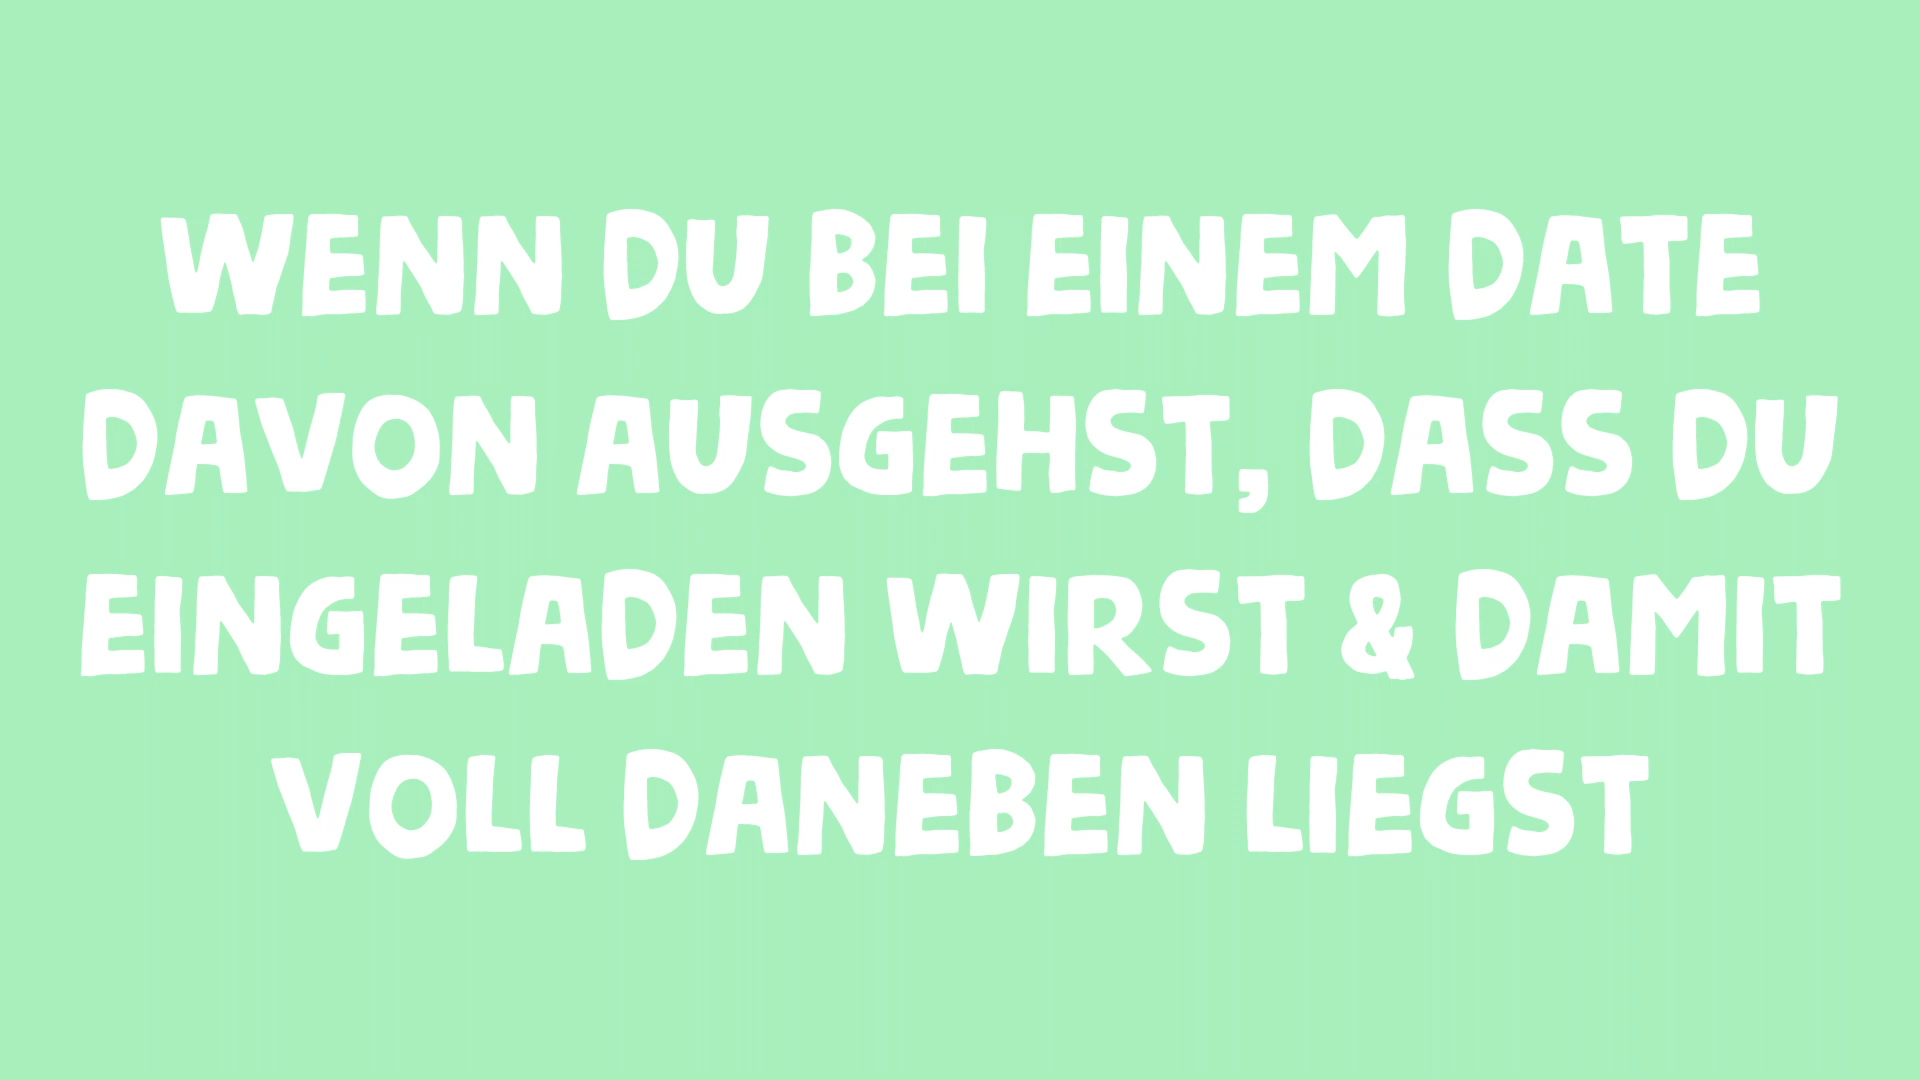 WENN DU BEI EINEM DATE
DAVON AUSGEHST, DASS DU
EINGELADEN WIRST & DAMIT
VOLL DANEBEN LIEGST